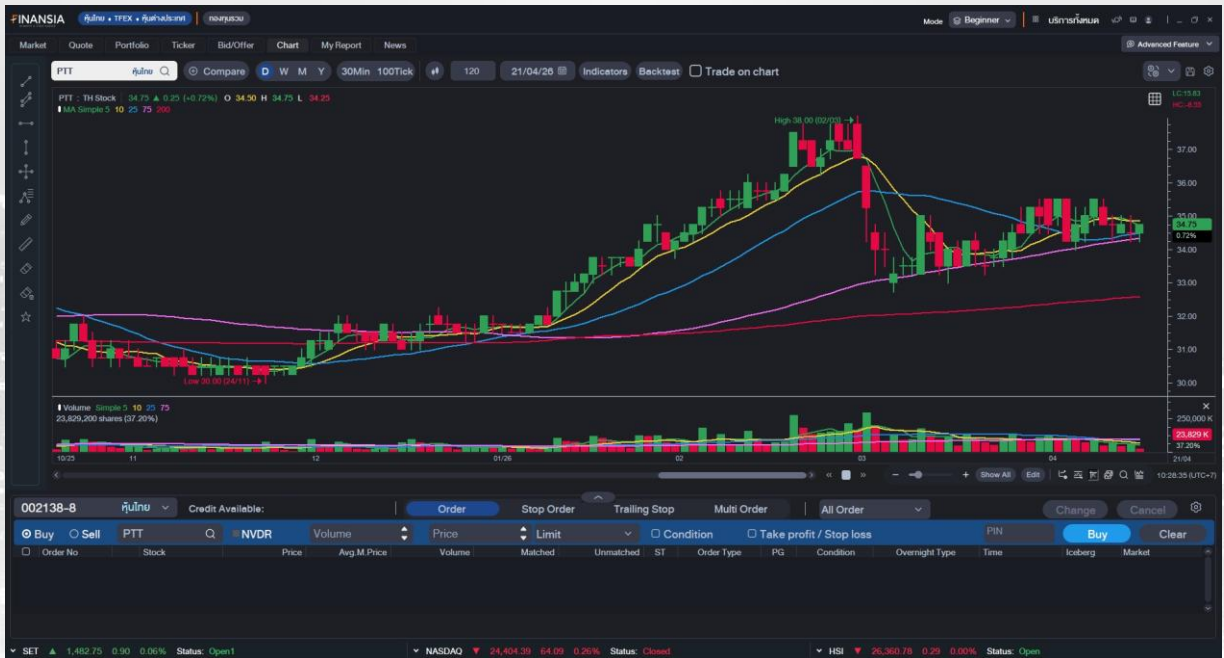 FINANSIA หุ้นไทย • TFEX • หุ้นต่างประเทศ กองทุนรวม Mode Beginner บริการทั้งหมด
Market Quote Portfolio Ticker Bid/Offer Chart My Report News Advanced Feature
PTT หุ้นไทย Compare D W M Y 30Min 100Tick 120 21/04/26 Indicators Backtest Trade on chart
PTT : TH Stock 34.75 ▲ 0.25 (+0.72%) O 34.50 H 34.75 L 34.25
LC:15.83
MA Simple 5 10 25 75 200
HC:-8.55
High 38.00 (02/03)
37.00
36.00
35.00
34.75
0.72%
34.00
33.00
32.00
31.00
30.00
Low 30.00 (24/11)
Volume Simple 5 10 25 75
23,829,200 shares (37.20%)
250,000 K
23,829 K
37.20%
10/25 11 12 01/26 02 03 04 21/04
Show All Edit 10:28:35 (UTC+7)
002138-8 หุ้นไทย Credit Available: Order Stop Order Trailing Stop Multi Order All Order Change Cancel
Buy Sell PTT NVDR Volume Price Limit Condition Take profit / Stop loss PIN Buy Clear
Order No Stock Price Avg.M.Price Volume Matched Unmatched ST Order Type PG Condition Overnight Type Time Iceberg Market
SET ▲ 1,482.75 0.90 0.06% Status: Open1 NASDAQ ▼ 24,404.39 64.09 0.26% Status: Closed HSI ▼ 26,360.78 0.29 0.00% Status: Open